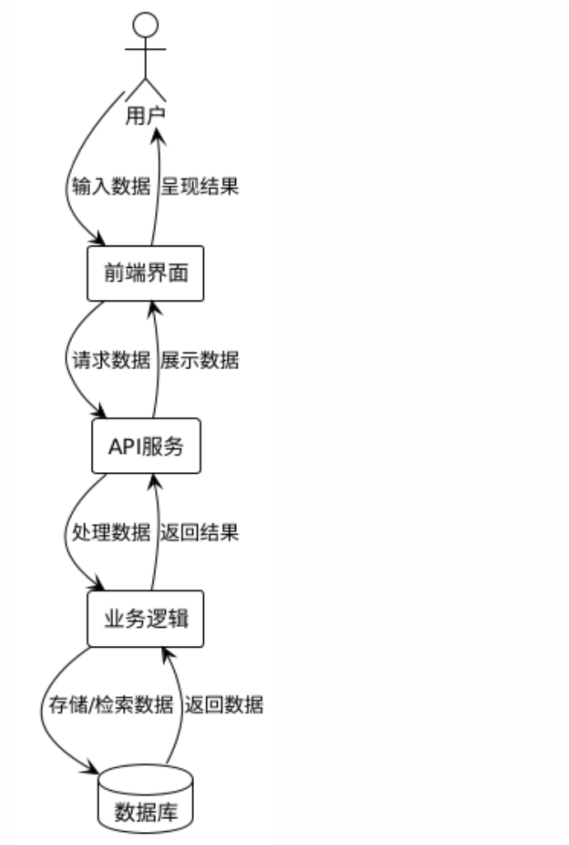 用户
输入数据 呈现结果
前端界面
请求数据 展示数据
API服务
处理数据 返回结果
业务逻辑
存储/检索数据 返回数据
数据库